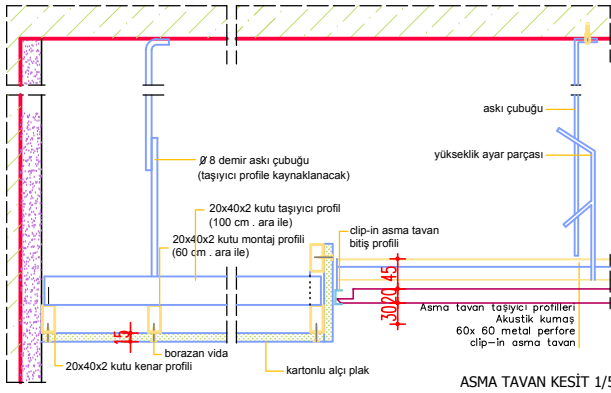 askı çubuğu
yükseklik ayar parçası
Ø 8 demir askı çubuğu
(taşıyıcı profile kaynaklanacak)
20x40x2 kutu taşıyıcı profil
(100 cm . ara ile)
20x40x2 kutu montaj profili
(60 cm . ara ile)
clip-in asma tavan
bitiş profili
45
20
30
Asma tavan taşıyıcı profilleri
Akustik kumaş
60x 60 metal perfore
clip-in asma tavan
15
borazan vida
20x40x2 kutu kenar profili
kartonlu alçı plak
ASMA TAVAN KESİT 1/5